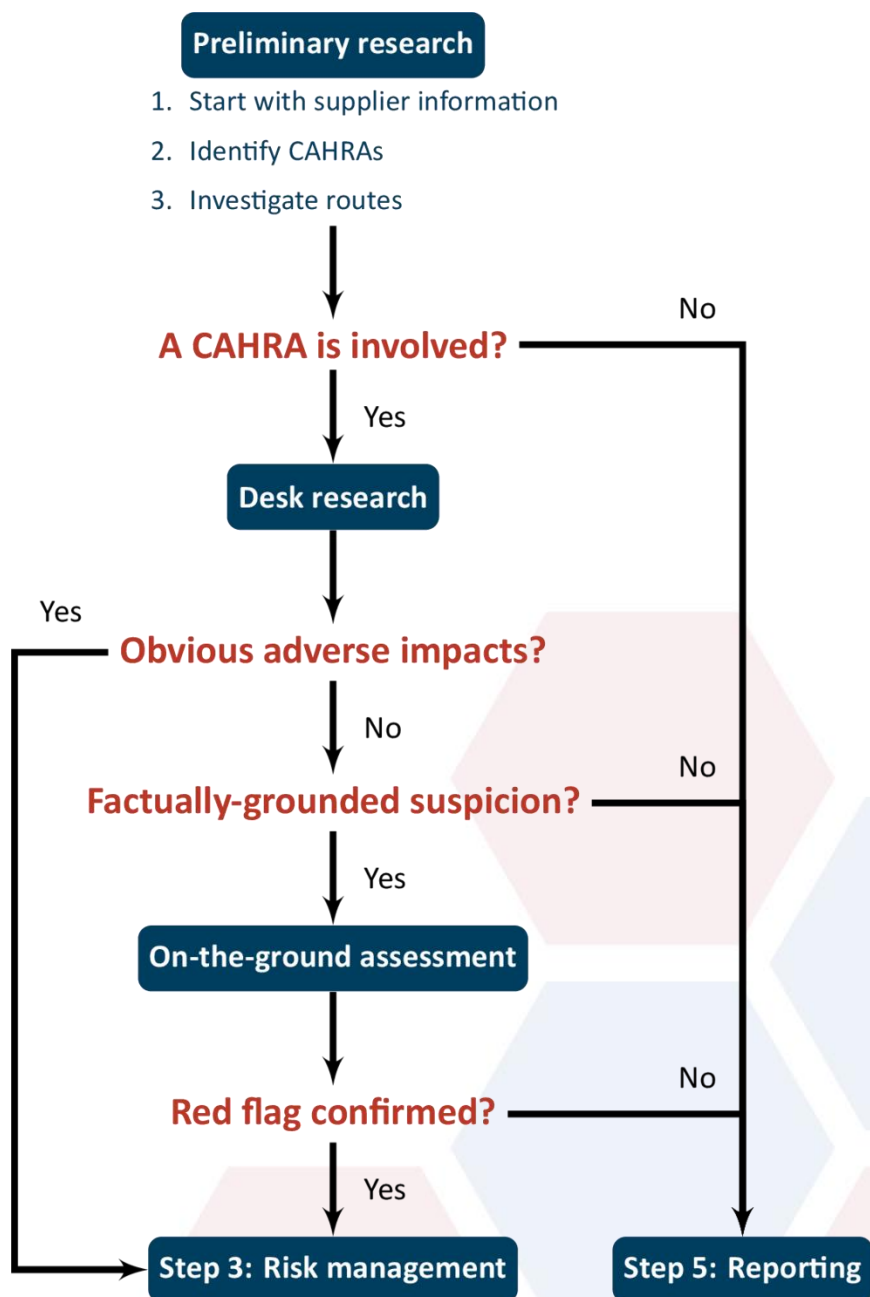 Preliminary research
1. Start with supplier information
2. Identify CAHRAs
3. Investigate routes
No
A CAHRA is involved?
Yes
Desk research
Yes
Obvious adverse impacts?
No
No
Factually-grounded suspicion?
Yes
On-the-ground assessment
No
Red flag confirmed?
Yes
Step 3: Risk management
Step 5: Reporting